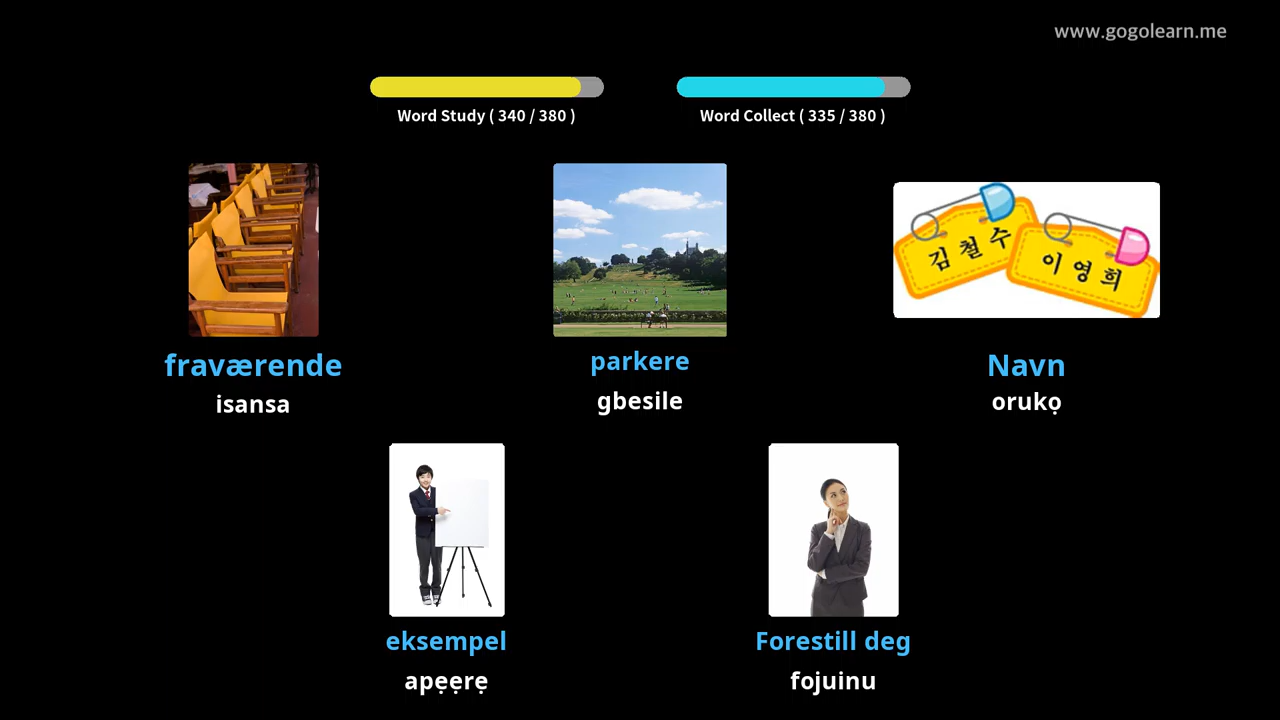 www.gogolearn.me
Word Study ( 340 / 380 )
Word Collect ( 335 / 380 )
김철수
이영희
fraværende
isansa
parkere
gbesile
Navn
orukọ
eksempel
apẹẹrẹ
Forestill deg
fojuinu